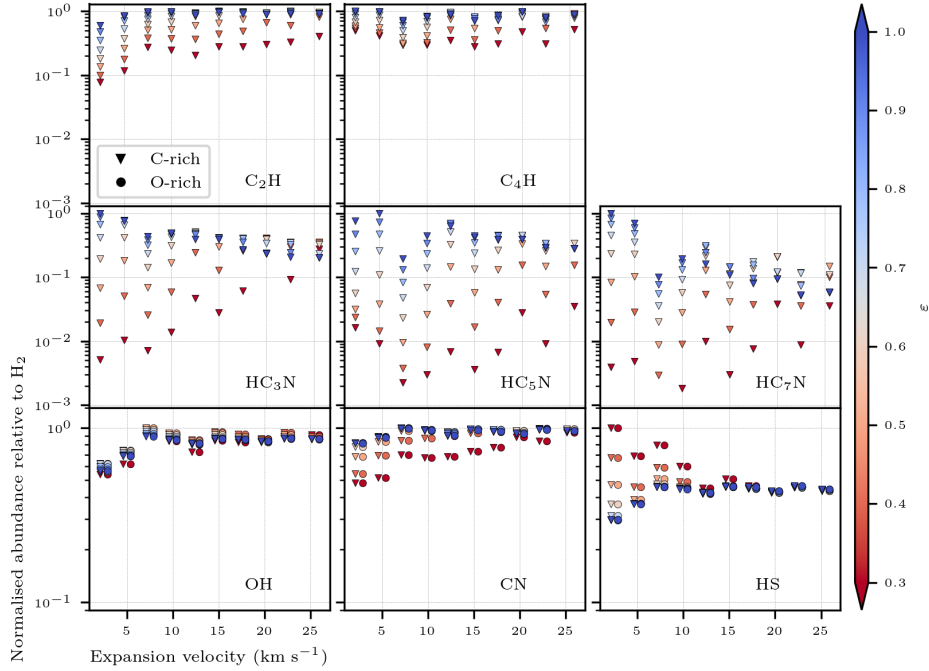 10⁰
10⁻¹
10⁻²
10⁻³
C-rich
O-rich
C₂H
C₄H
10⁰
10⁻¹
10⁻²
10⁻³
HC₃N
HC₅N
HC₇N
10⁰
10⁻¹
OH
CN
HS
5 10 15 20 25
5 10 15 20 25
5 10 15 20 25
Expansion velocity (km s⁻¹)
Normalised abundance relative to H₂
1.0
0.9
0.8
0.7
0.6
0.5
0.4
0.3
ε